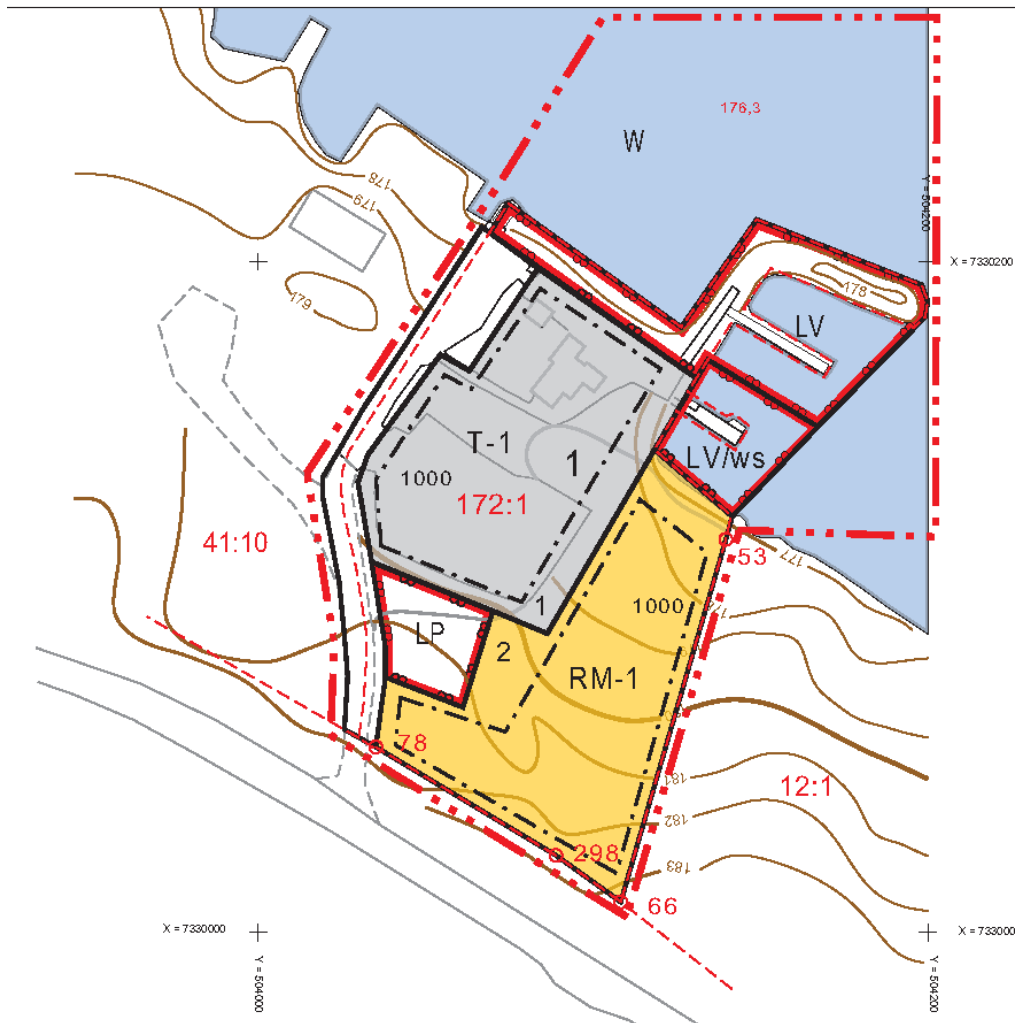 176,3
W
178
179
Y = 504200
X = 7330200
178
179
LV
T-1
1
LV/ws
1000
172:1
41:10
53
177
1000
1
LP
2
RM-1
78
181
12:1
182
298
183
66
X = 7330000
X = 7330000
Y = 504000
Y = 504200